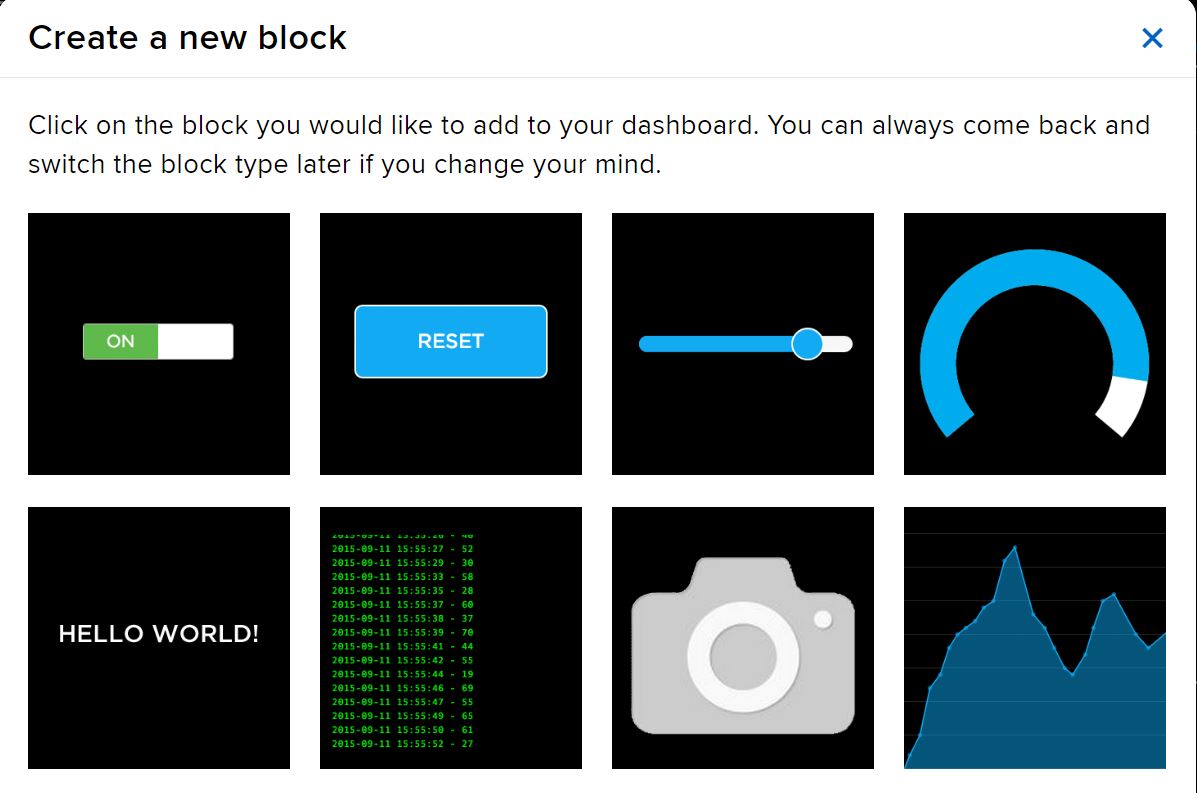 Create a new block
Click on the block you would like to add to your dashboard. You can always come back and
switch the block type later if you change your mind.
ON
RESET
HELLO WORLD!
2015-09-11 15:55:27 - 52
2015-09-11 15:55:29 - 30
2015-09-11 15:55:33 - 58
2015-09-11 15:55:35 - 28
2015-09-11 15:55:37 - 60
2015-09-11 15:55:38 - 37
2015-09-11 15:55:39 - 70
2015-09-11 15:55:41 - 44
2015-09-11 15:55:42 - 55
2015-09-11 15:55:44 - 19
2015-09-11 15:55:46 - 69
2015-09-11 15:55:47 - 55
2015-09-11 15:55:49 - 65
2015-09-11 15:55:50 - 61
2015-09-11 15:55:52 - 27